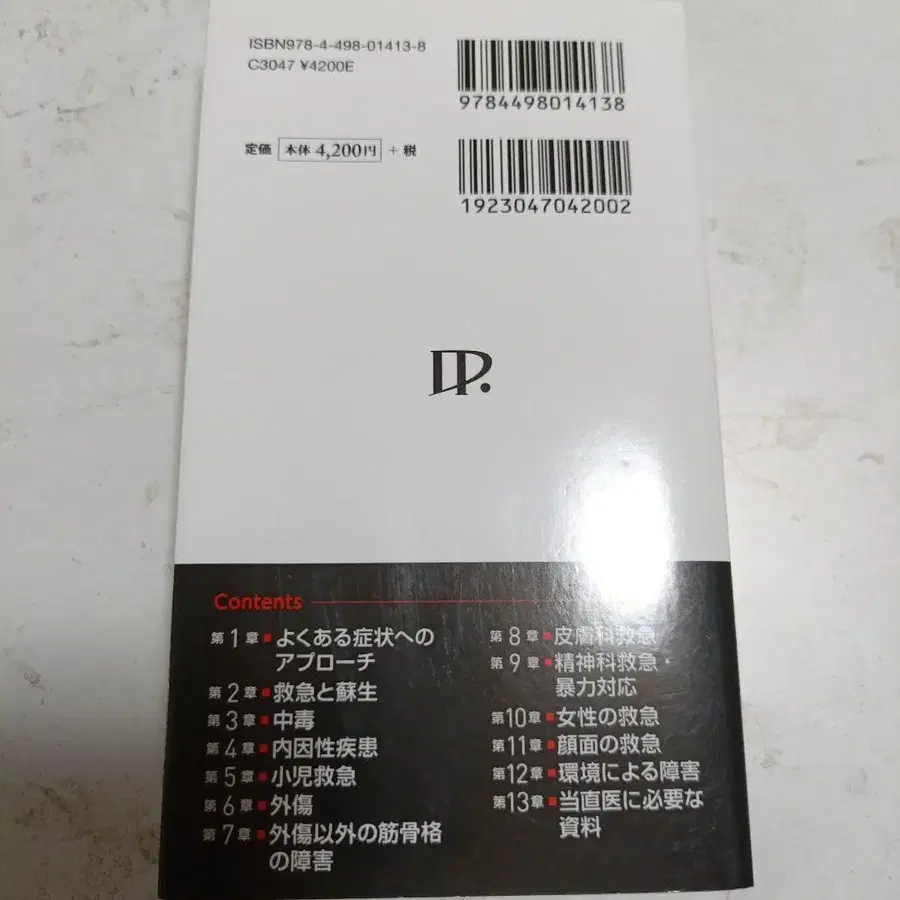 ISBN978-4-498-01413-8
C3047 ¥4200E
9784498014138
定価 本体 4,200円 + 税
1923047042002
DP.
Contents
第1章 ■ よくある症状への
アプローチ
第2章 ■ 救急と蘇生
第3章 ■ 中毒
第4章 ■ 内因性疾患
第5章 ■ 小児救急
第6章 ■ 外傷
第7章 ■ 外傷以外の筋骨格
の障害
第8章 ■ 皮膚科救急
第9章 ■ 精神科救急・
暴力対応
第10章 ■ 女性の救急
第11章 ■ 顔面の救急
第12章 ■ 環境による障害
第13章 ■ 当直医に必要な
資料